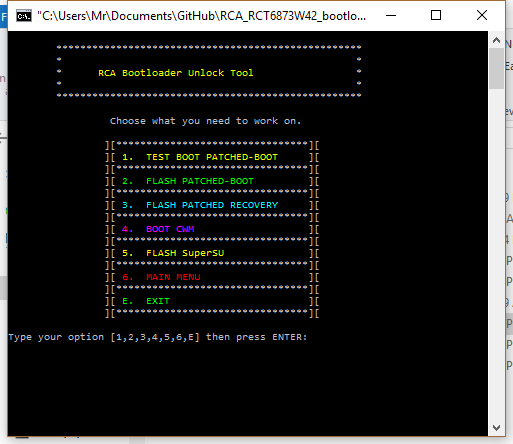 "C:\Users\Mr\Documents\GitHub\RCA_RCT6873W42_bootlo...
***************************************************
* *
* RCA Bootloader Unlock Tool *
* *
***************************************************
Choose what you need to work on.
][********************************][
][ 1. TEST BOOT PATCHED-BOOT ][
][********************************][
][ 2. FLASH PATCHED-BOOT ][
][********************************][
][ 3. FLASH PATCHED RECOVERY ][
][********************************][
][ 4. BOOT CWM ][
][********************************][
][ 5. FLASH SuperSU ][
][********************************][
][ 6. MAIN MENU ][
][********************************][
][ E. EXIT ][
][********************************][
Type your option [1,2,3,4,5,6,E] then press ENTER: